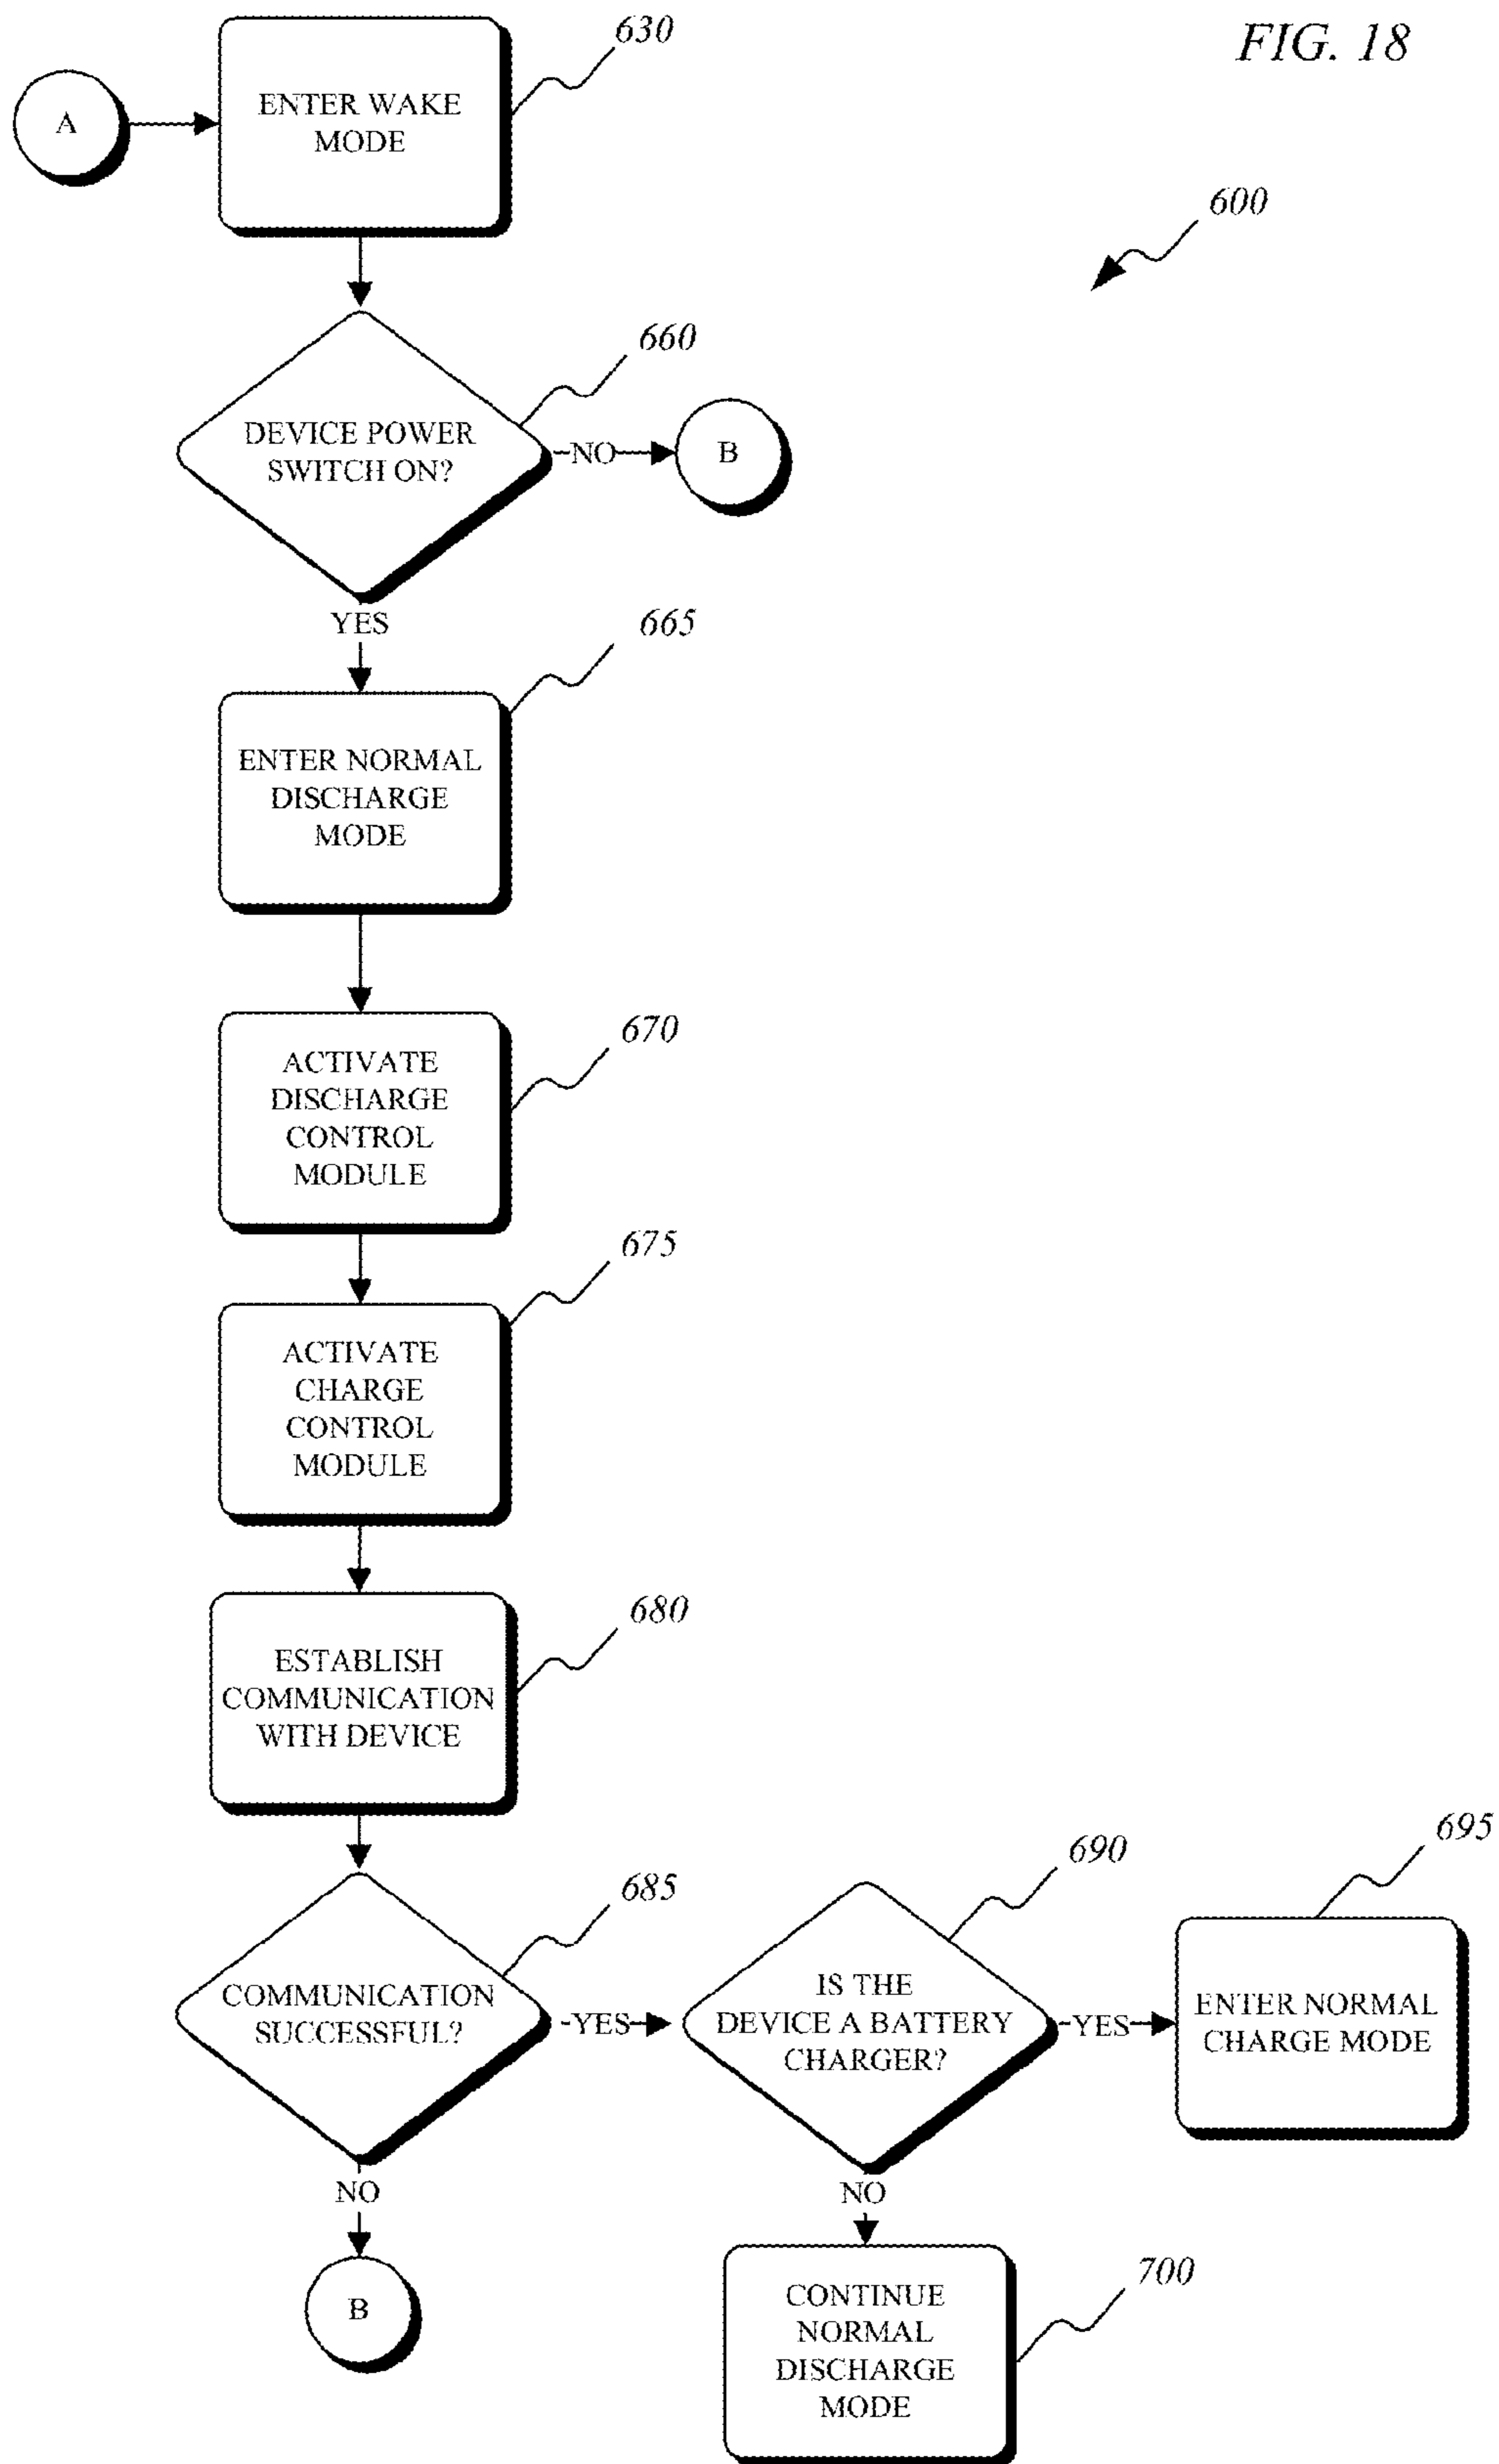 FIG. 18
630
A
ENTER WAKE
MODE
600
660
DEVICE POWER
SWITCH ON?
NO
B
YES
665
ENTER NORMAL
DISCHARGE
MODE
670
ACTIVATE
DISCHARGE
CONTROL
MODULE
675
ACTIVATE
CHARGE
CONTROL
MODULE
680
ESTABLISH
COMMUNICATION
WITH DEVICE
685
COMMUNICATION
SUCCESSFUL?
YES
690
IS THE
DEVICE A BATTERY
CHARGER?
YES
695
ENTER NORMAL
CHARGE MODE
NO
B
NO
700
CONTINUE
NORMAL
DISCHARGE
MODE